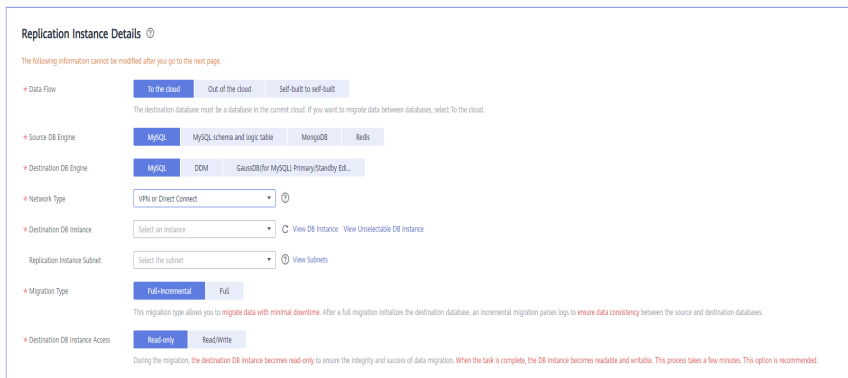 Replication Instance Details
The following information cannot be modified after you go to the next page.
* Data Flow To the cloud Out of the cloud Self-built to self-built
The destination database must be a database in the current cloud. If you want to migrate data between databases, select To the cloud.
* Source DB Engine MySQL MySQL schema and logic table MongoDB Redis
* Destination DB Engine MySQL DDM GaussDB(for MySQL) Primary/Standby Edi...
* Network Type VPN or Direct Connect
* Destination DB Instance Select an instance View DB Instance View Unselectable DB Instance
Replication Instance Subnet Select the subnet View Subnets
* Migration Type Full+Incremental Full
This migration type allows you to migrate data with minimal downtime. After a full migration initializes the destination database, an incremental migration parses logs to ensure data consistency between the source and destination databases.
* Destination DB Instance Access Read-only Read/Write
During the migration, the destination DB instance becomes read-only to ensure the integrity and success of data migration. When the task is complete, the DB instance becomes readable and writable. This process takes a few minutes. This option is recommended.